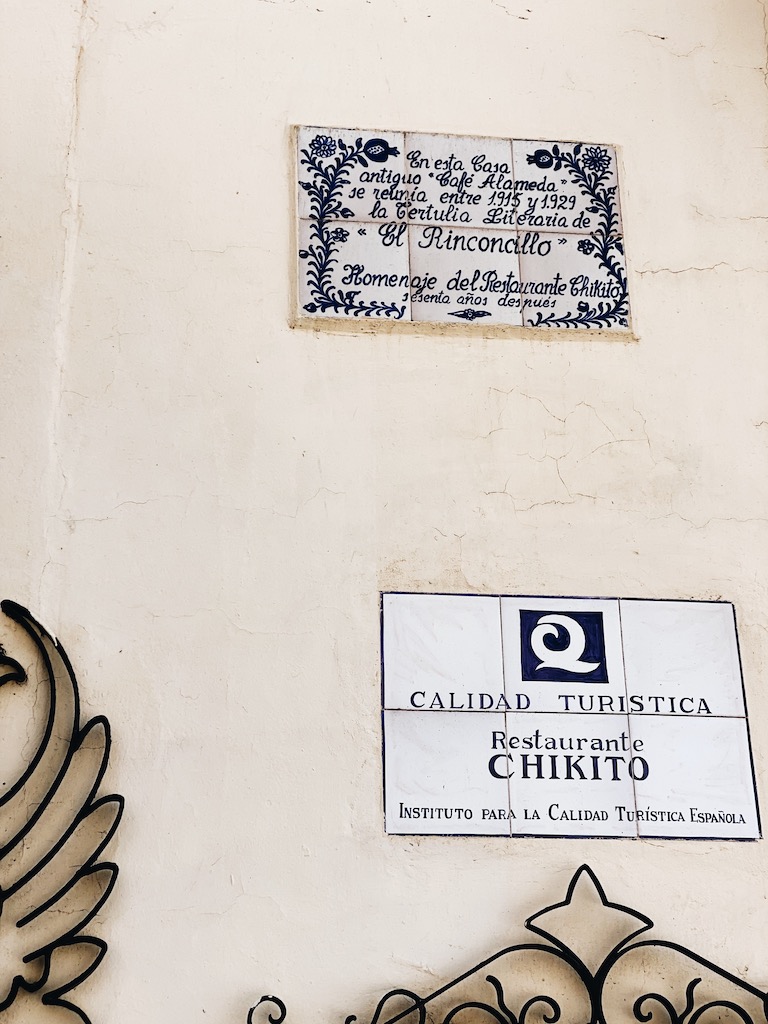 En esta Casa
antiguo "Café Alameda"
se reunía entre 1915 y 1929
la Tertulia Literaria de
"El Rinconcillo"
Homenaje del Restaurante Chikito
sesenta años después
Q
CALIDAD TURISTICA
Restaurante
CHIKITO
INSTITUTO PARA LA CALIDAD TURÍSTICA ESPAÑOLA